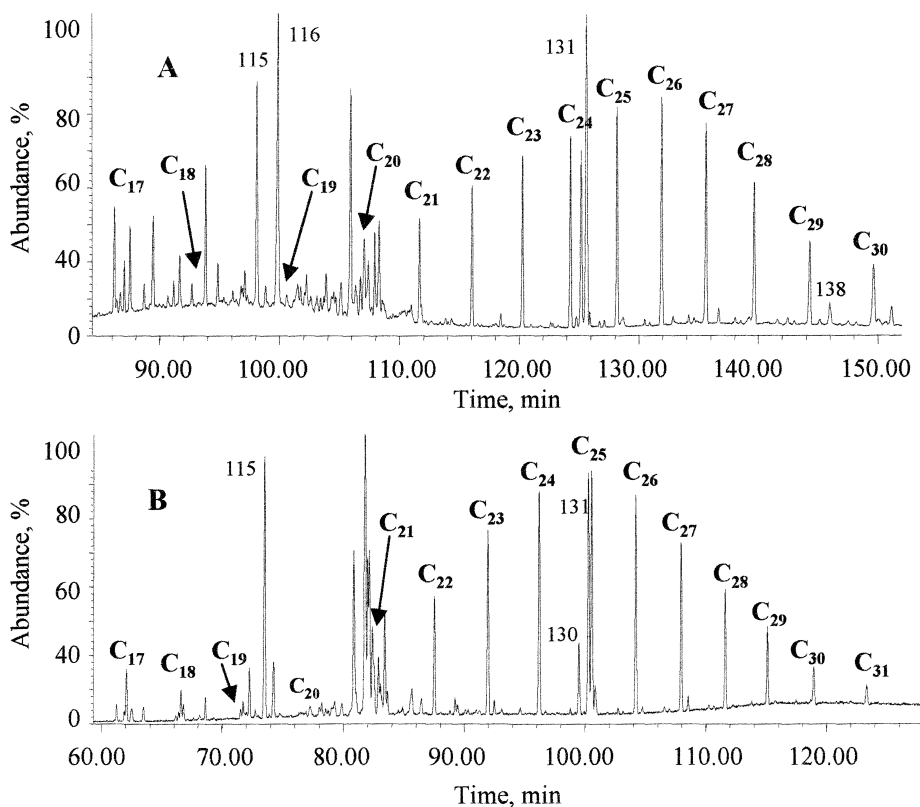 100
116
115
131
A
C26
C25
C27
80
C24
C23
C20
C18
C28
C17
C19
C22
60
C21
C29
40
C30
138
20
0
90.00 100.00 110.00 120.00 130.00 140.00 150.00
Abundance, %
Time, min
100
C25
115
C24
C26
B
131
C21
C23
80
C27
C22
60
C28
130
C29
40
C17
C19
C18
C30
C31
C20
20
0
60.00 70.00 80.00 90.00 100.00 110.00 120.00
Abundance, %
Time, min